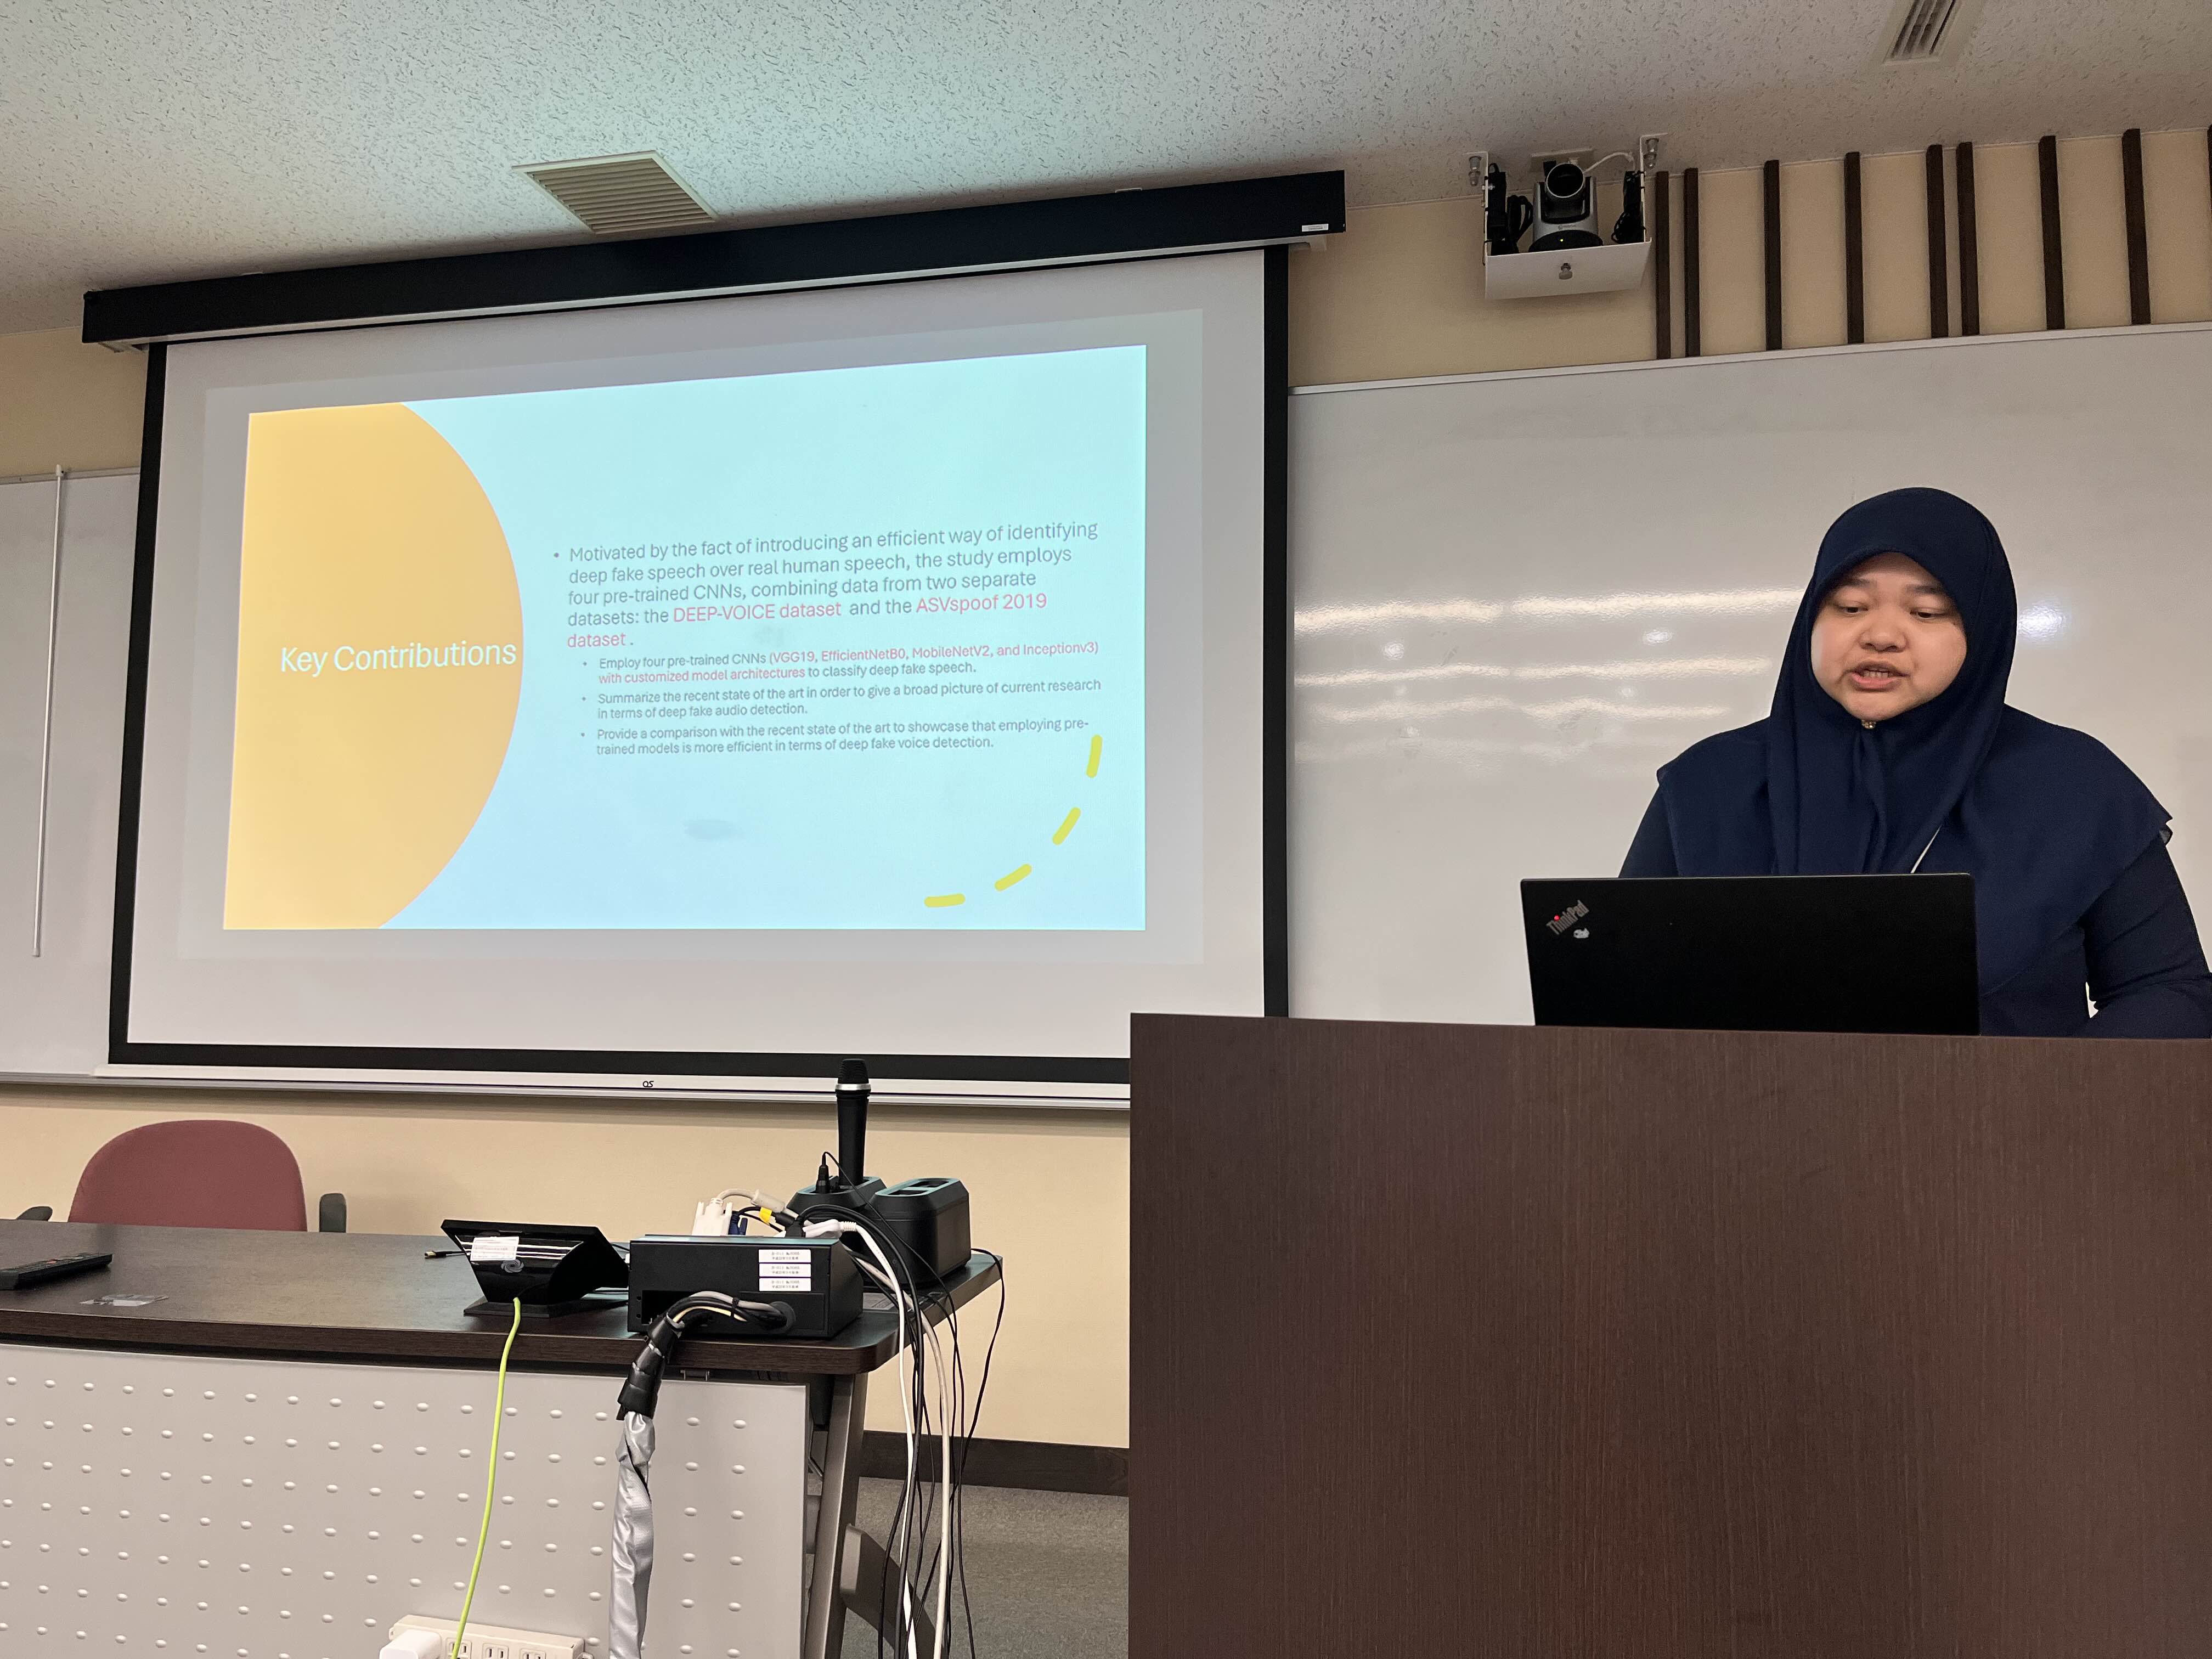 Key Contributions
• Motivated by the fact of introducing an efficient way of identifying
deep fake speech over real human speech, the study employs
four pre-trained CNNs, combining data from two separate
datasets: the DEEP-VOICE dataset and the ASVspoof 2019
dataset .
• Employ four pre-trained CNNs (VGG19, EfficientNetB0, MobileNetV2, and Inceptionv3)
with customized model architectures to classify deep fake speech.
• Summarize the recent state of the art in order to give a broad picture of current research
in terms of deep fake audio detection.
• Provide a comparison with the recent state of the art to showcase that employing pre-
trained models is more efficient in terms of deep fake voice detection.
ThinkPad
OS